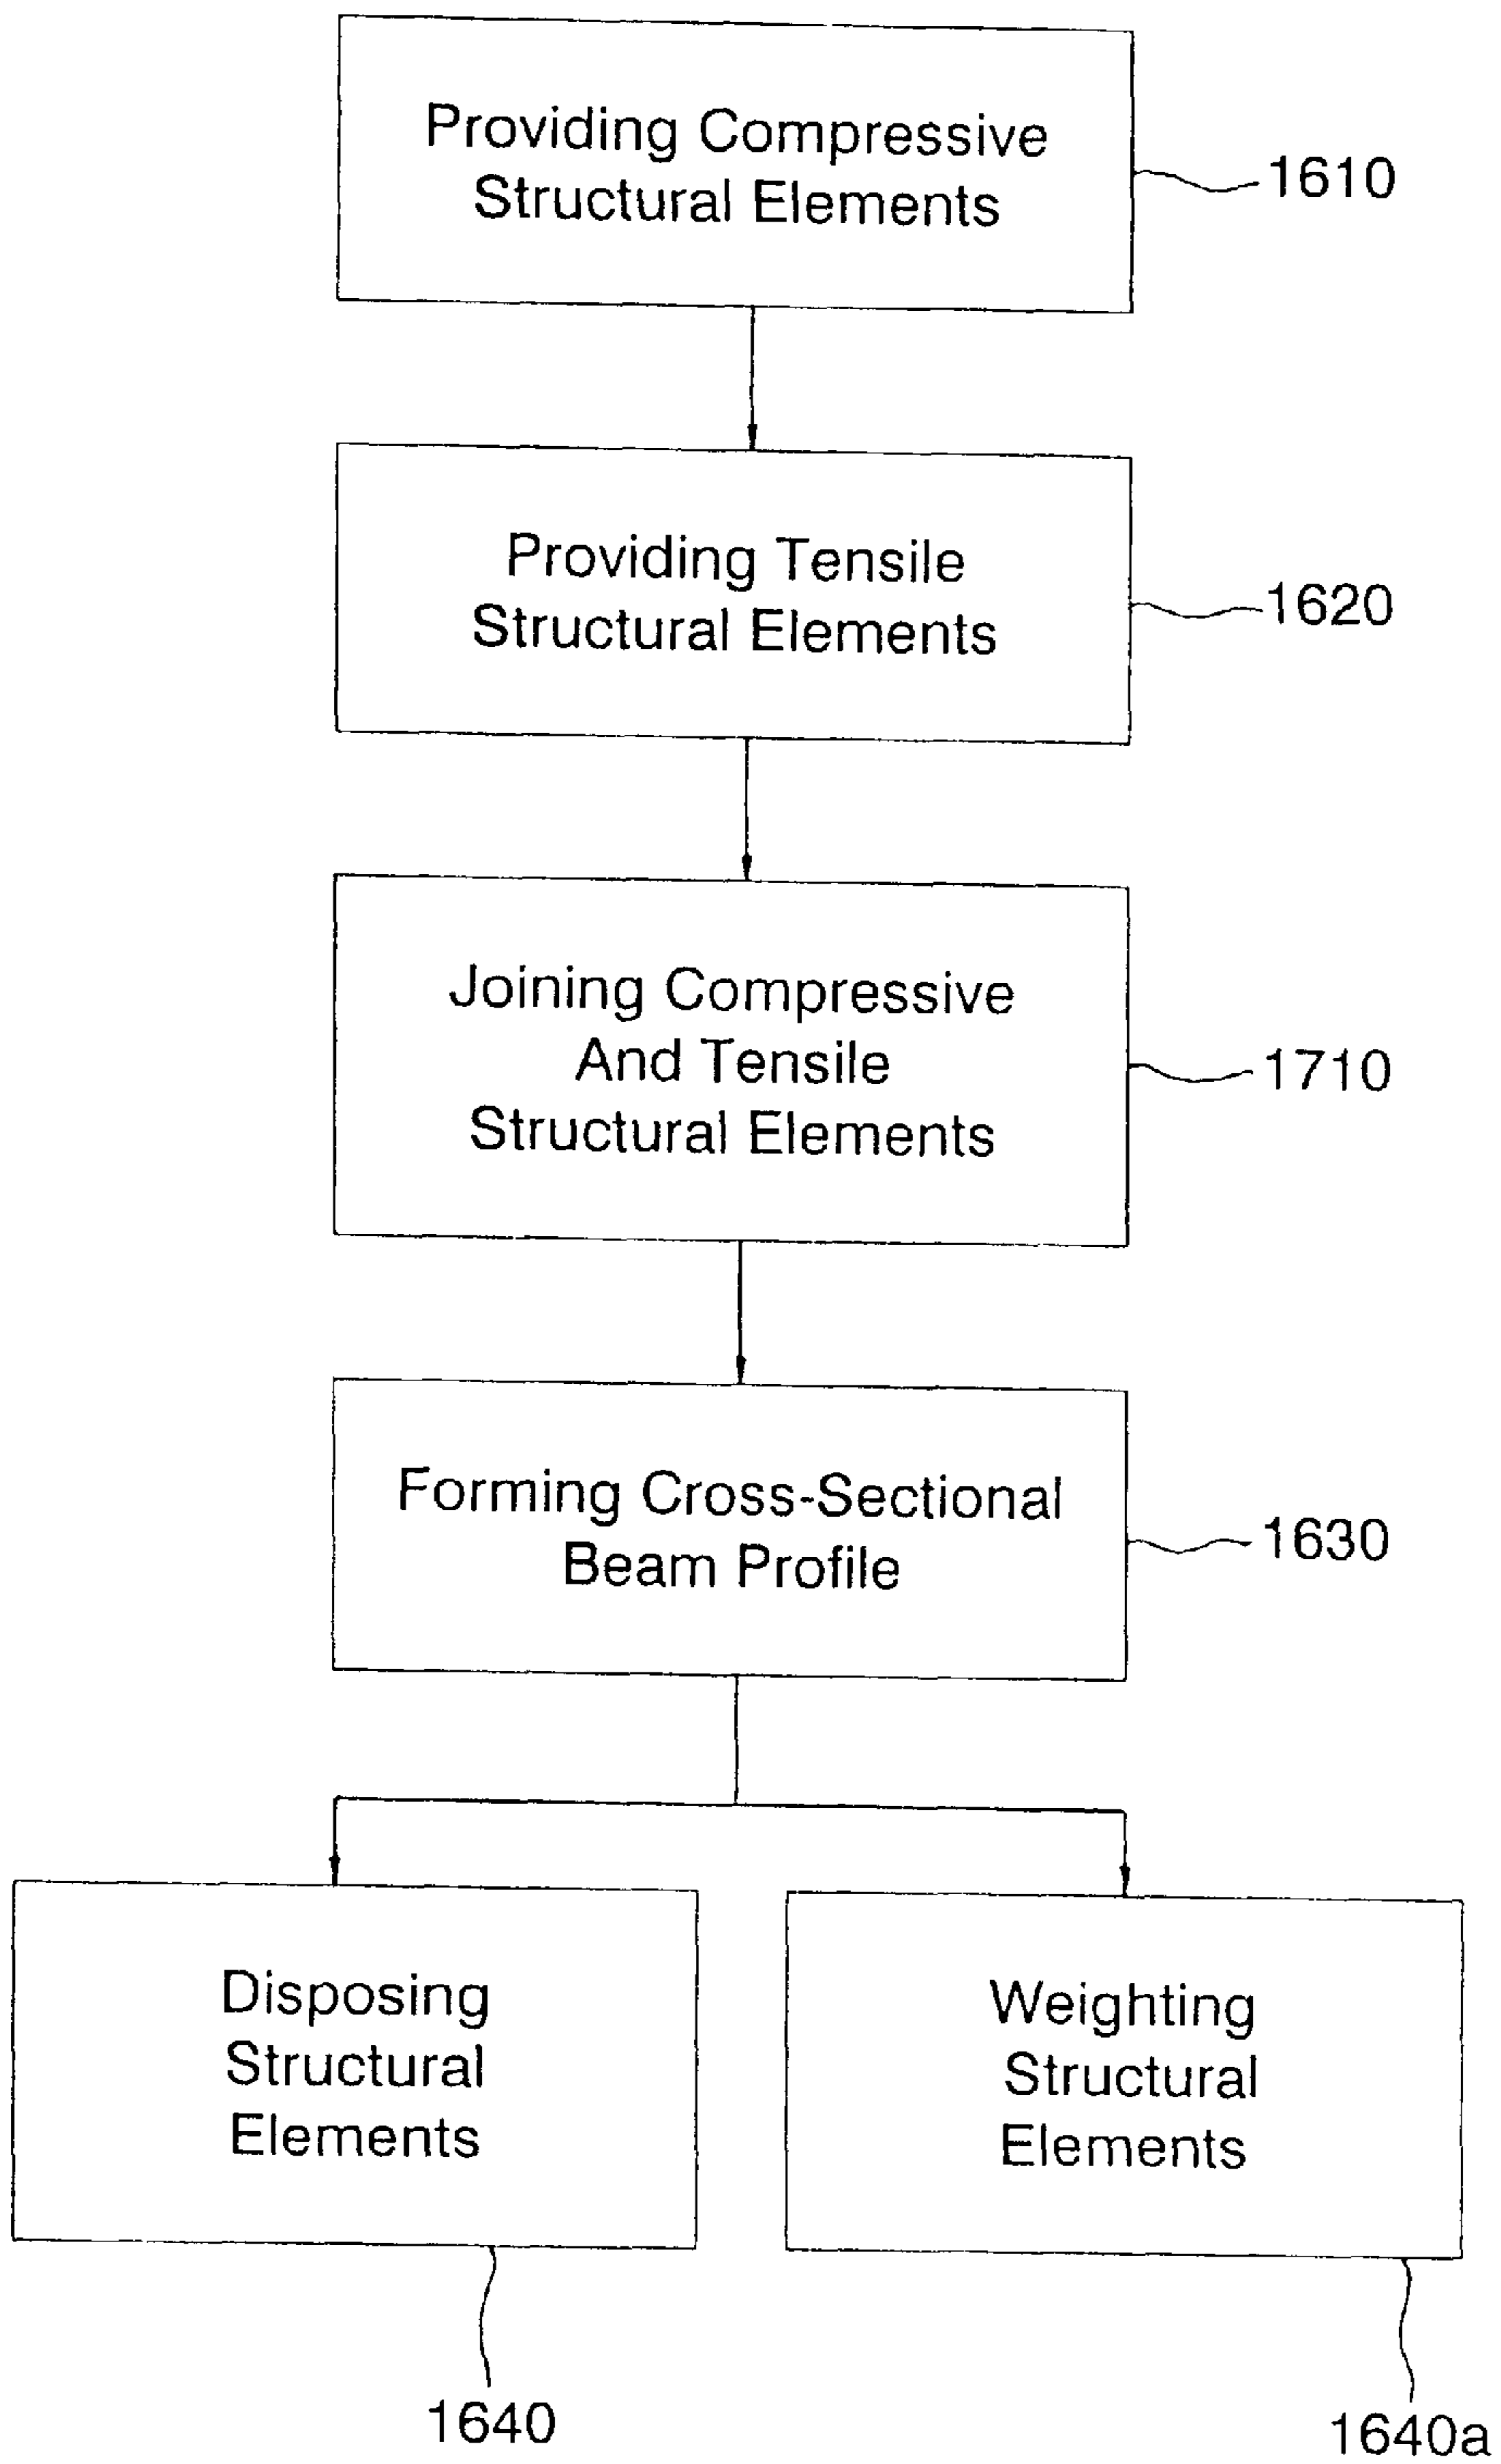 Providing Compressive
Structural Elements
1610
Providing Tensile
Structural Elements
1620
Joining Compressive
And Tensile
Structural Elements
1710
Forming Cross-Sectional
Beam Profile
1630
Disposing
Structural
Elements
1640
Weighting
Structural
Elements
1640a